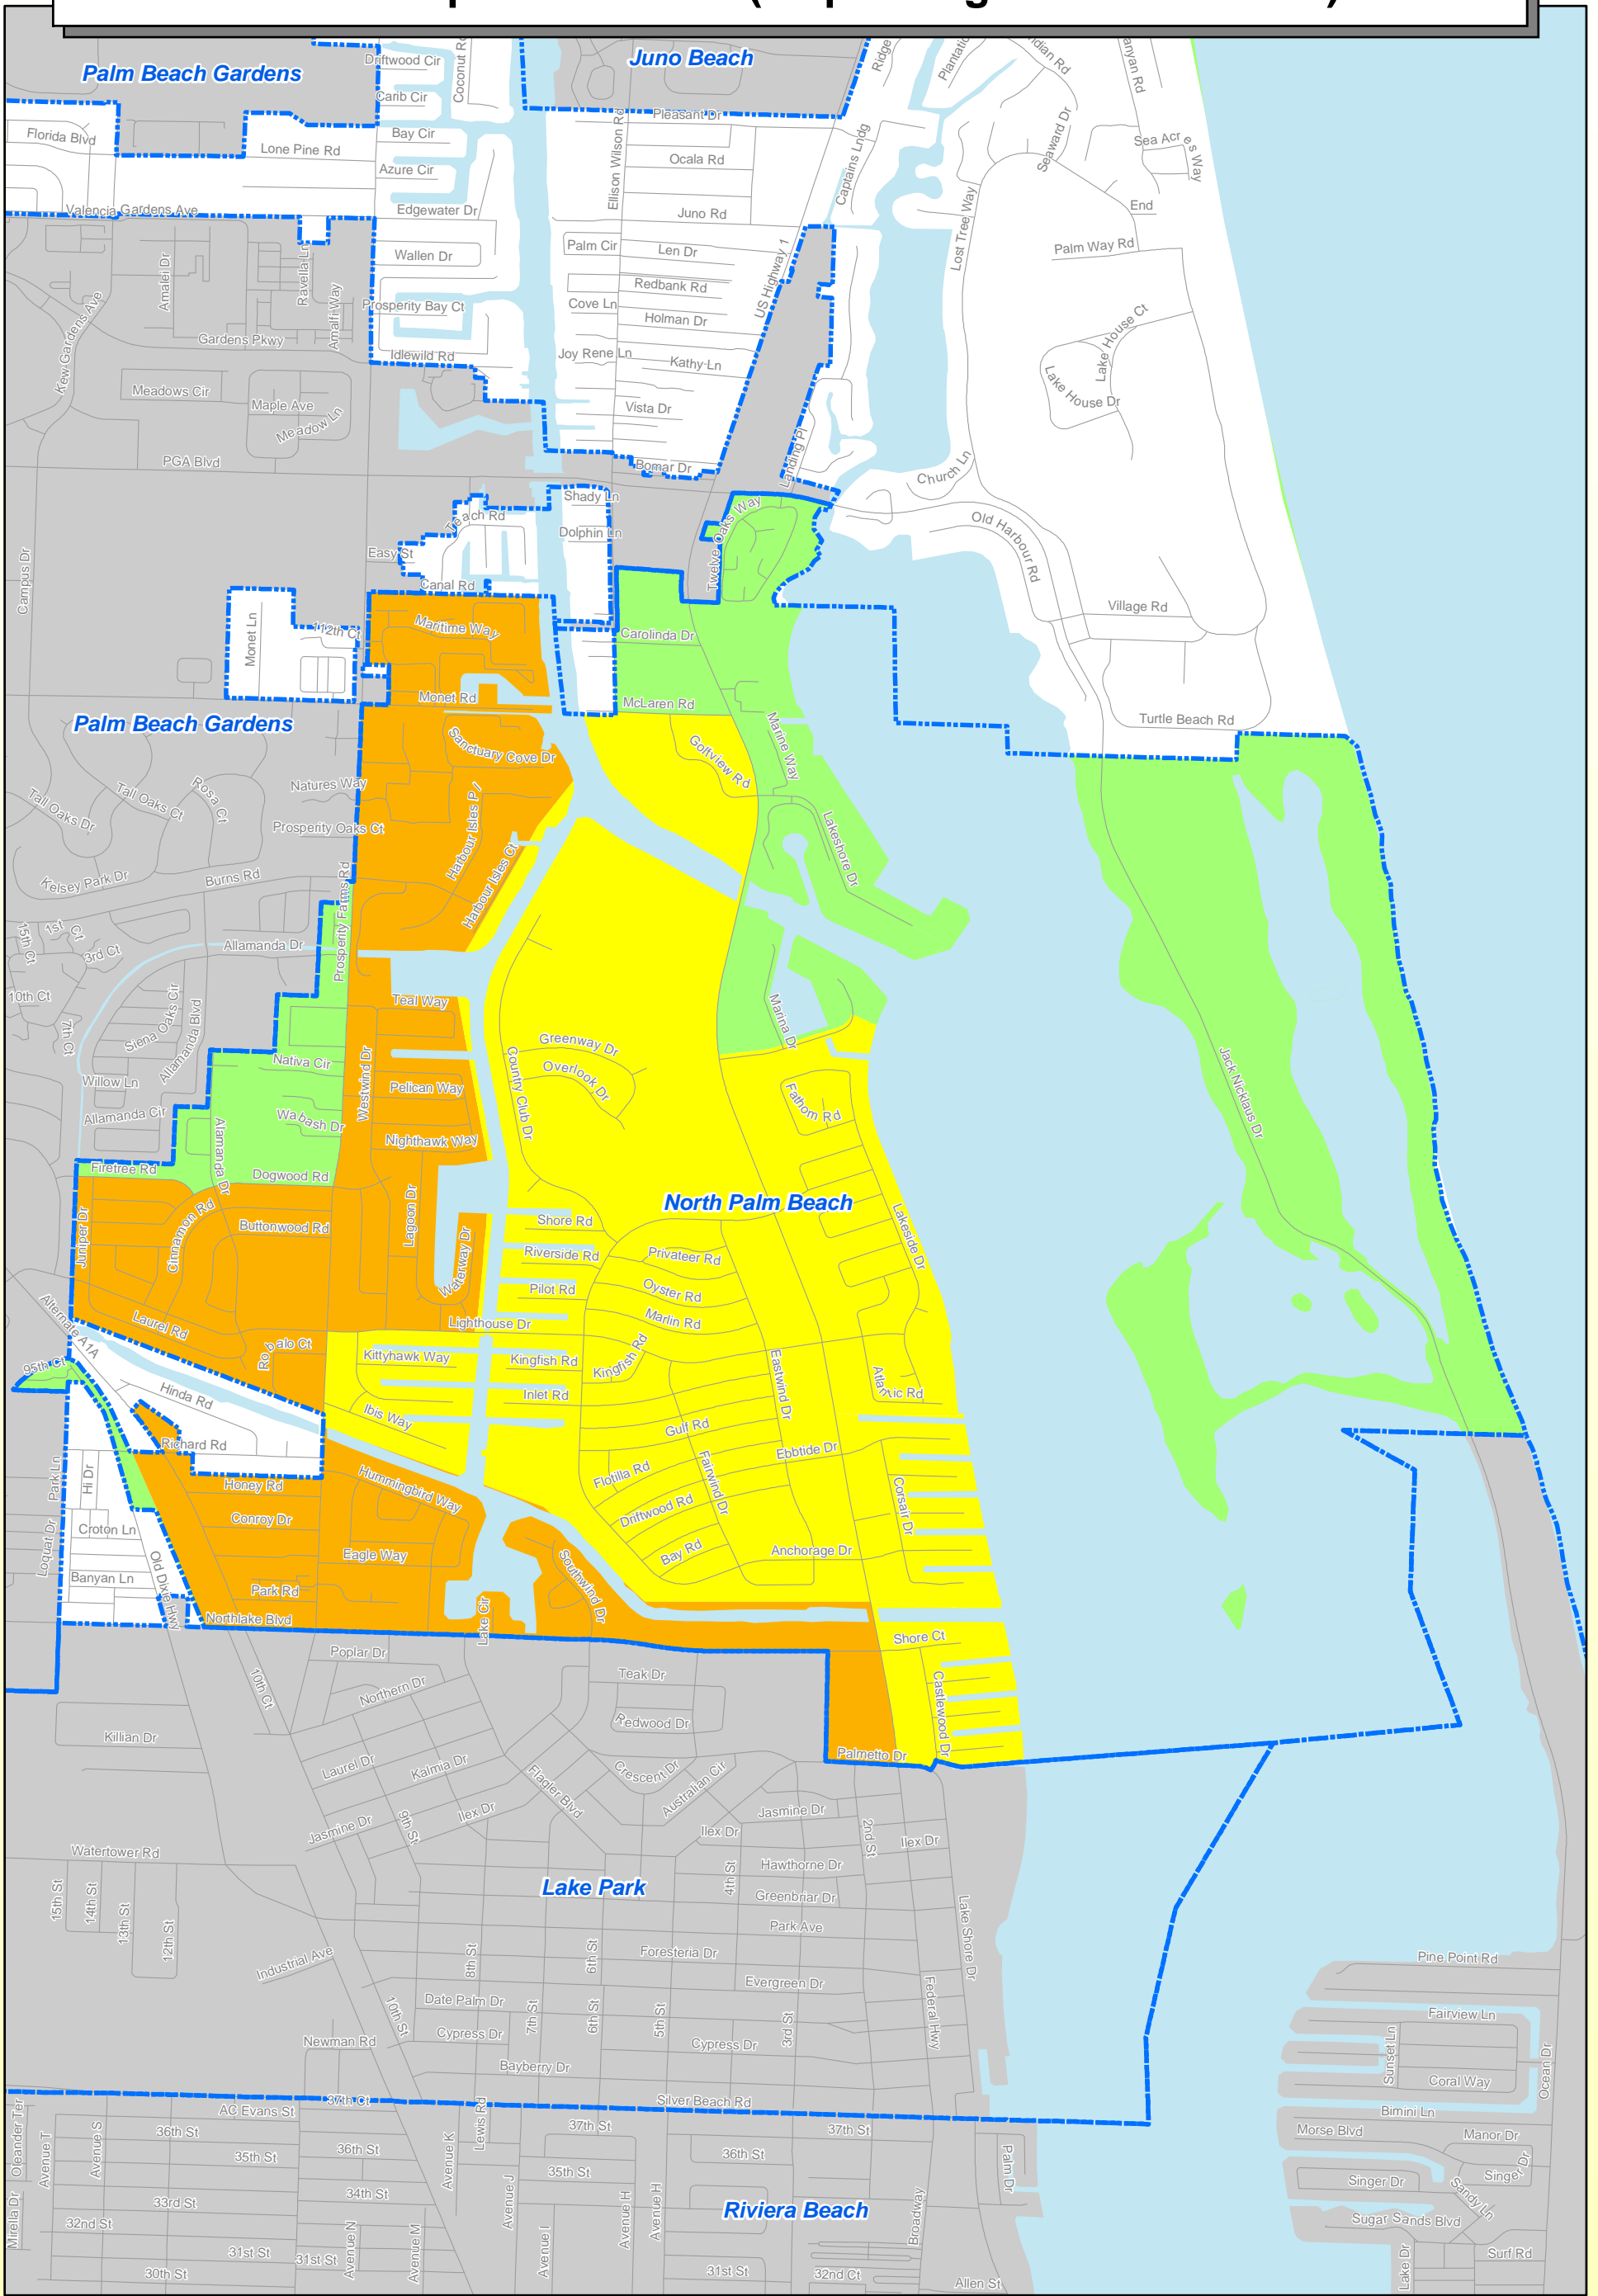 Palm Beach Gardens
Juno Beach
Driftwood Cir
Coconut Rd
Carib Cir
Bay Cir
Azure Cir
Edgewater Dr
Wallen Dr
Prosperity Bay Ct
Idlewild Rd
Florida Blvd
Lone Pine Rd
Valencia Gardens Ave
Amalei Dr
Ravella Ln
Amalfi Way
Kew Gardens Ave
Gardens Pkwy
Meadows Cir
Maple Ave
Meadow Ln
PGA Blvd
Campus Dr
Pleasant Dr
Ellison Wilson Rd
Ocala Rd
Juno Rd
Palm Cir
Len Dr
Redbank Rd
Cove Ln
Holman Dr
Joy Rene Ln
Kathy Ln
Vista Dr
Bomar Dr
US Highway 1
Captains Lndg
Landing Pl
Ridge
Seaward Dr
Sea Acres Way
End
Lost Tree Way
Palm Way Rd
Lake House Ct
Lake House Dr
Church Ln
Old Harbour Rd
Village Rd
Turtle Beach Rd
Shady Ln
Dolphin Ln
Teach Rd
Easy St
Canal Rd
Twelve Oaks Way
Monet Ln
112th Ct
Maritime Way
Monet Rd
Carolinda Dr
McLaren Rd
Palm Beach Gardens
Golfview Rd
Marine Way
Lakeshore Dr
Sanctuary Cove Dr
Harbour Isles Pl
Harbour Isles Ct
Natures Way
Prosperity Oaks Ct
Tall Oaks Dr
Tall Oaks Ct
Rosa Ct
Kelsey Park Dr
Burns Rd
Prosperity Farms Rd
15th Ct
1st Ct
3rd Ct
10th Ct
7th Ct
Allamanda Dr
Siena Oaks Cir
Allamanda Blvd
Willow Ln
Allamanda Cir
Nativa Cir
Wabash Dr
Alamanda Dr
Firetree Rd
Dogwood Rd
Teal Way
Westwind Dr
Pelican Way
Nighthawk Way
Greenway Dr
Overlook Dr
Country Club Dr
Marina Dr
Fathom Rd
Jack Nicklaus Dr
North Palm Beach
Juniper Dr
Cinnamon Rd
Buttonwood Rd
Lagoon Dr
Waterway Dr
Laurel Rd
Robalo Ct
Lighthouse Dr
Shore Rd
Riverside Rd
Pilot Rd
Privateer Rd
Oyster Rd
Marlin Rd
Lakeside Dr
Alternate A1A
95th Ct
Hinda Rd
Richard Rd
Kittyhawk Way
Ibis Way
Kingfish Rd
Kingfish Rd
Inlet Rd
Eastwind Dr
Gulf Rd
Ebbtide Dr
Flotilla Rd
Fairwind Dr
Driftwood Rd
Corsair Dr
Bay Rd
Anchorage Dr
Park Ln
Hi Dr
Honey Rd
Conroy Dr
Hummingbird Way
Eagle Way
Loquat Dr
Croton Ln
Banyan Ln
Old Dixie Hwy
Park Rd
Northlake Blvd
Lake Cir
Southwind Dr
Shore Ct
Castlewood Dr
Palmetto Dr
Poplar Dr
Northern Dr
10th Ct
Killian Dr
Teak Dr
Redwood Dr
Laurel Dr
Kalmia Dr
Flagler Blvd
Crescent Dr
Australian Cir
Jasmine Dr
9th St
Ilex Dr
Ilex Dr
Jasmine Dr
2nd St
Ilex Dr
Watertower Rd
Lake Park
4th St
Hawthorne Dr
Greenbriar Dr
Park Ave
15th St
14th St
13th St
12th St
Industrial Ave
8th St
6th St
Foresteria Dr
Evergreen Dr
Lake Shore Dr
Federal Hwy
Date Palm Dr
Cypress Dr
Bayberry Dr
10th St
7th St
6th St
5th St
3rd St
Cypress Dr
Newman Rd
Pine Point Rd
Fairview Ln
Sunset Ln
Coral Way
Ocean Dr
Bimini Ln
Morse Blvd
Manor Dr
Singer Dr
Singer Dr
Sandy Ln
Sugar Sands Blvd
Lake Dr
Surf Rd
Silver Beach Rd
Oleander Ter
Avenue T
Avenue S
AC Evans St
37th Ct
36th St
35th St
36th St
34th St
33rd St
32nd St
31st St
31st St
30th St
Mirella Dr
Avenue N
Avenue M
Avenue K
Lewis Rd
Avenue J
Avenue I
Avenue H
Avenue H
37th St
35th St
36th St
37th St
Riviera Beach
31st St
32nd Ct
Broadway
Palm Dr
Allen St